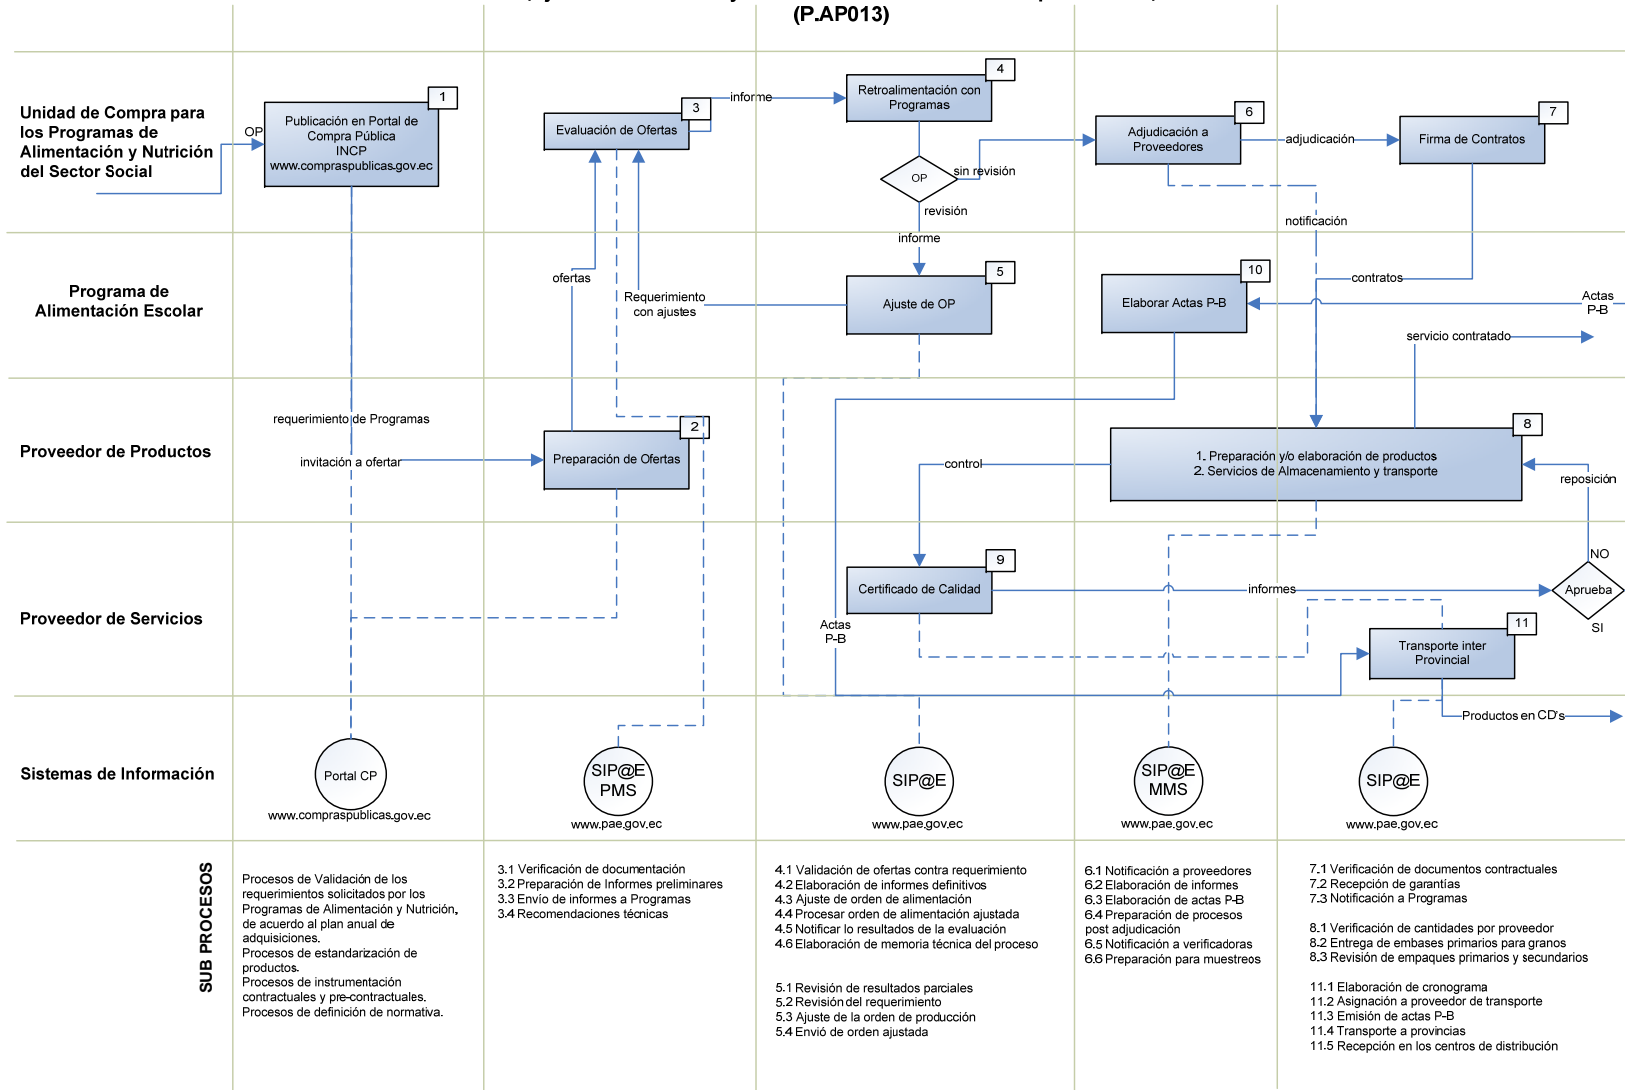 (P.AP013)
Unidad de Compra para
los Programas de
Alimentación y Nutrición
del Sector Social
OP
1
Publicación en Portal de
Compra Pública
INCP
www.compraspublicas.gov.ec
3
Evaluación de Ofertas
informe
4
Retroalimentación con
Programas
OP
sin revisión
revisión
6
Adjudicación a
Proveedores
adjudicación
7
Firma de Contratos
notificación
Programa de
Alimentación Escolar
ofertas
Requerimiento
con ajustes
informe
5
Ajuste de OP
10
Elaborar Actas P-B
contratos
Actas
P-B
servicio contratado
Proveedor de Productos
requerimiento de Programas
invitación a ofertar
2
Preparación de Ofertas
control
8
1. Preparación y/o elaboración de productos
2. Servicios de Almacenamiento y transporte
reposición
Proveedor de Servicios
9
Certificado de Calidad
Actas
P-B
informes
NO
Aprueba
SI
11
Transporte inter
Provincial
Productos en CD's
Sistemas de Información
Portal CP
www.compraspublicas.gov.ec
SIP@E
PMS
www.pae.gov.ec
SIP@E
www.pae.gov.ec
SIP@E
MMS
www.pae.gov.ec
SIP@E
www.pae.gov.ec
SUB PROCESOS
Procesos de Validación de los
requerimientos solicitados por los
Programas de Alimentación y Nutrición,
de acuerdo al plan anual de
adquisiciones.
Procesos de estandarización de
productos.
Procesos de instrumentación
contractuales y pre-contractuales.
Procesos de definición de normativa.
3.1 Verificación de documentación
3.2 Preparación de Informes preliminares
3.3 Envío de informes a Programas
3.4 Recomendaciones técnicas
4.1 Validación de ofertas contra requerimiento
4.2 Elaboración de informes definitivos
4.3 Ajuste de orden de alimentación
4.4 Procesar orden de alimentación ajustada
4.5 Notificar lo resultados de la evaluación
4.6 Elaboración de memoria técnica del proceso
5.1 Revisión de resultados parciales
5.2 Revisión del requerimiento
5.3 Ajuste de la orden de producción
5.4 Envió de orden ajustada
6.1 Notificación a proveedores
6.2 Elaboración de informes
6.3 Elaboración de actas P-B
6.4 Preparación de procesos
post adjudicación
6.5 Notificación a verificadoras
6.6 Preparación para muestreos
7.1 Verificación de documentos contractuales
7.2 Recepción de garantías
7.3 Notificación a Programas
8.1 Verificación de cantidades por proveedor
8.2 Entrega de embases primarios para granos
8.3 Revisión de empaques primarios y secundarios
11.1 Elaboración de cronograma
11.2 Asignación a proveedor de transporte
11.3 Emisión de actas P-B
11.4 Transporte a provincias
11.5 Recepción en los centros de distribución